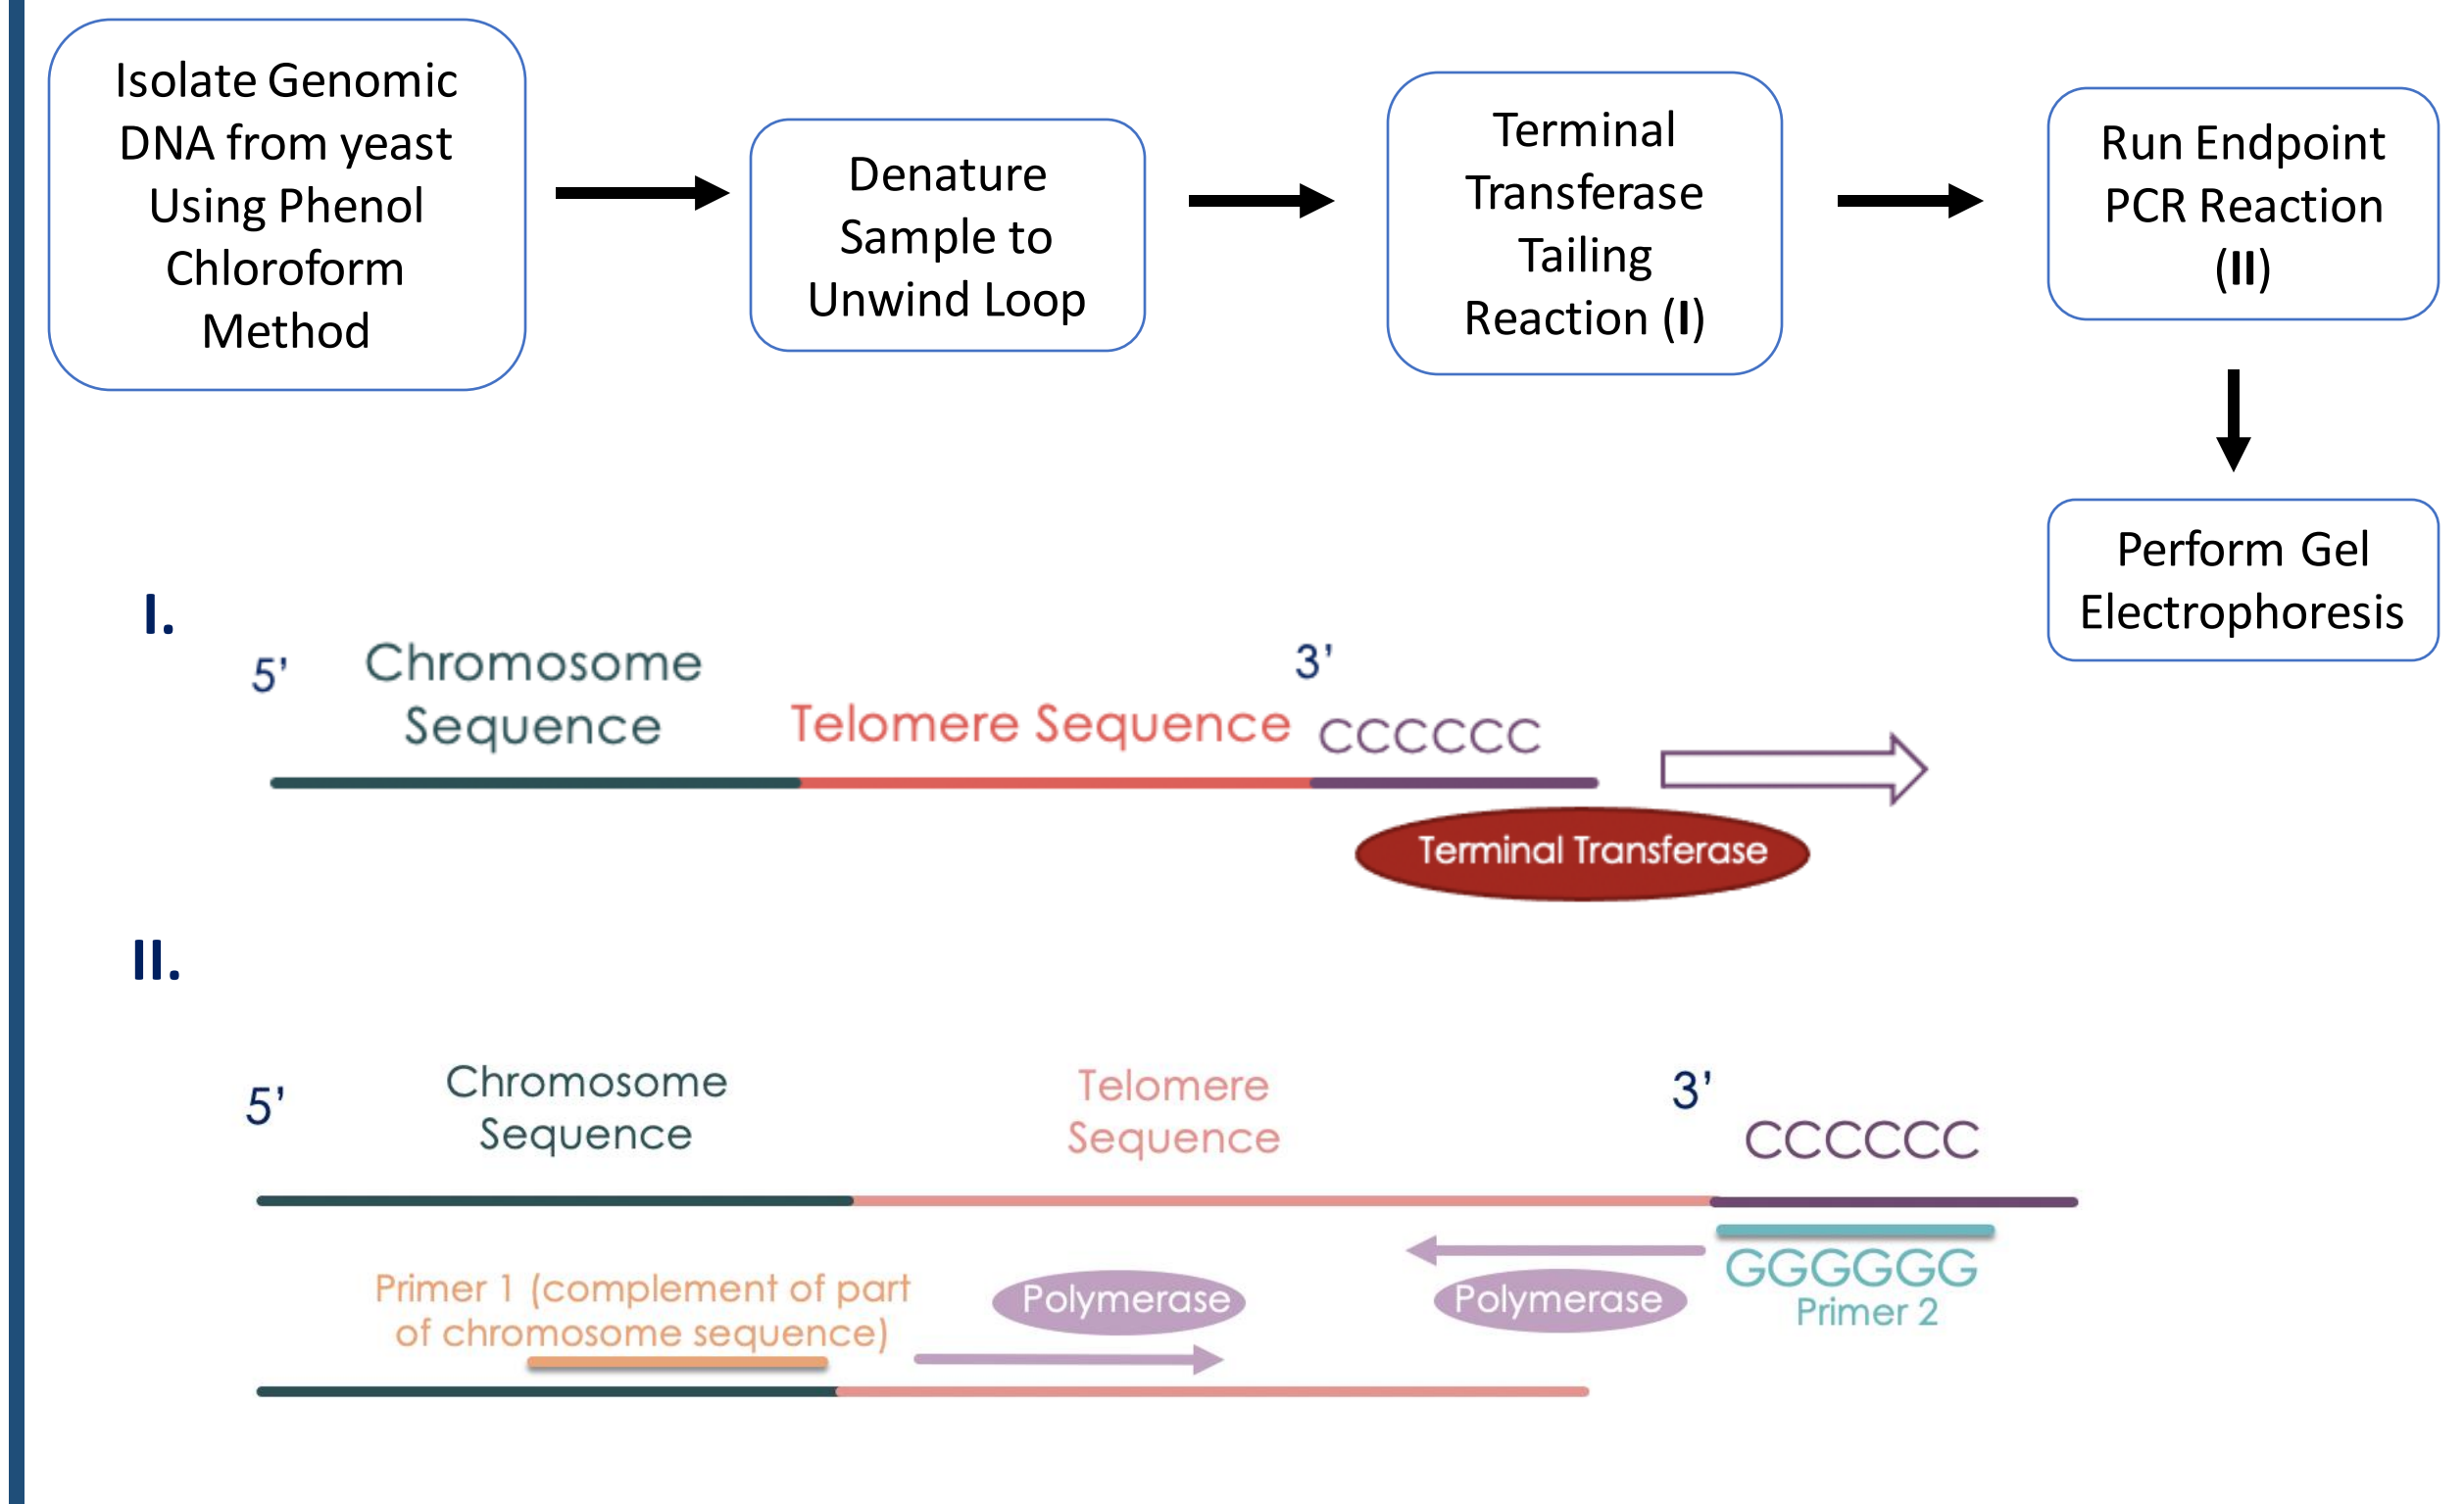 Isolate Genomic
DNA from yeast
Using Phenol
Chloroform
Method
Denature
Sample to
Unwind Loop
Terminal
Transferase
Tailing
Reaction (I)
Run Endpoint
PCR Reaction
(II)
Perform Gel
Electrophoresis
I.
5’
Chromosome
Sequence
Telomere Sequence
3’
CCCCCC
Terminal Transferase
II.
5’
Chromosome
Sequence
Telomere
Sequence
3’
CCCCCC
Primer 1 (complement of part
of chromosome sequence)
Polymerase
Polymerase
GGGGGG
Primer 2